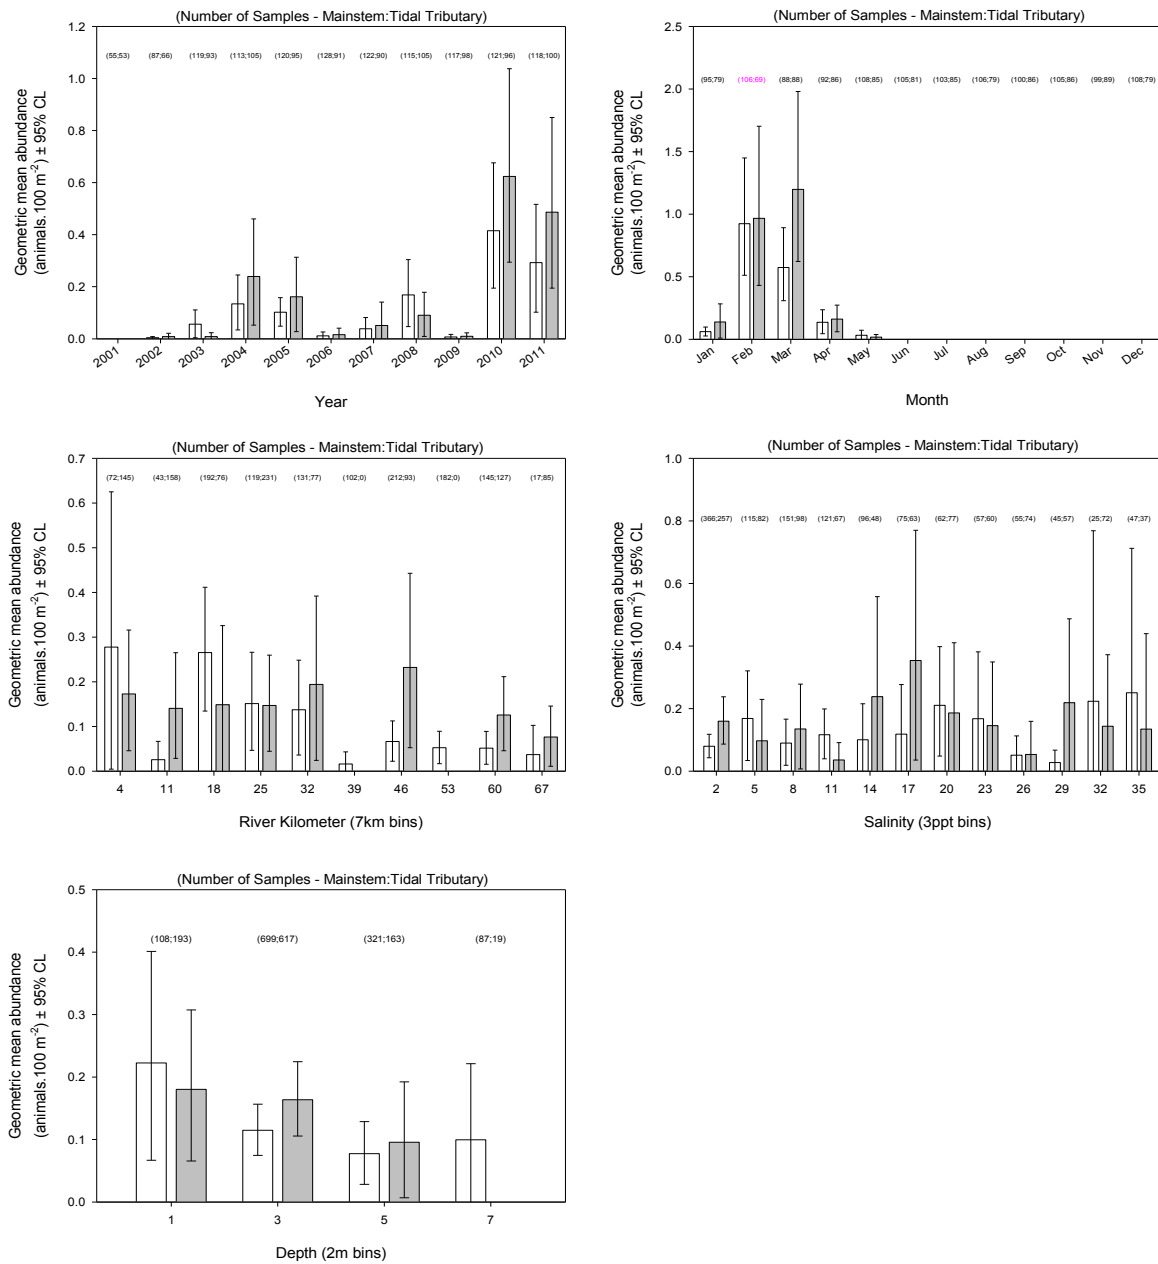 (Number of Samples - Mainstem:Tidal Tributary)
1.2
(55;53) (87;66) (119;93) (113;105) (120;95) (128;91) (122;90) (115;105) (117;98) (121;96) (118;100)
1.0
0.8
0.6
0.4
0.2
0.0
Geometric mean abundance
(animals.100 m-2) ± 95% CL
2001 2002 2003 2004 2005 2006 2007 2008 2009 2010 2011
Year
(Number of Samples - Mainstem:Tidal Tributary)
2.5
(95;79) (106;69) (88;88) (92;86) (108;85) (105;81) (103;85) (106;79) (100;86) (105;86) (99;89) (108;79)
2.0
1.5
1.0
0.5
0.0
Geometric mean abundance
(animals.100 m-2) ± 95% CL
Jan Feb Mar Apr May Jun Jul Aug Sep Oct Nov Dec
Month
(Number of Samples - Mainstem:Tidal Tributary)
0.7
(72;145) (43;158) (192;76) (119;231) (131;77) (102;0) (212;93) (182;0) (145;127) (17;85)
0.6
0.5
0.4
0.3
0.2
0.1
0.0
Geometric mean abundance
(animals.100 m-2) ± 95% CL
4 11 18 25 32 39 46 53 60 67
River Kilometer (7km bins)
(Number of Samples - Mainstem:Tidal Tributary)
1.0
(366;257) (115;82) (151;98) (121;67) (96;48) (75;63) (62;77) (57;60) (55;74) (45;57) (25;72) (47;37)
0.8
0.6
0.4
0.2
0.0
Geometric mean abundance
(animals.100 m-2) ± 95% CL
2 5 8 11 14 17 20 23 26 29 32 35
Salinity (3ppt bins)
(Number of Samples - Mainstem:Tidal Tributary)
0.5
(108;193) (699;617) (321;163) (87;19)
0.4
0.3
0.2
0.1
0.0
Geometric mean abundance
(animals.100 m-2) ± 95% CL
1 3 5 7
Depth (2m bins)